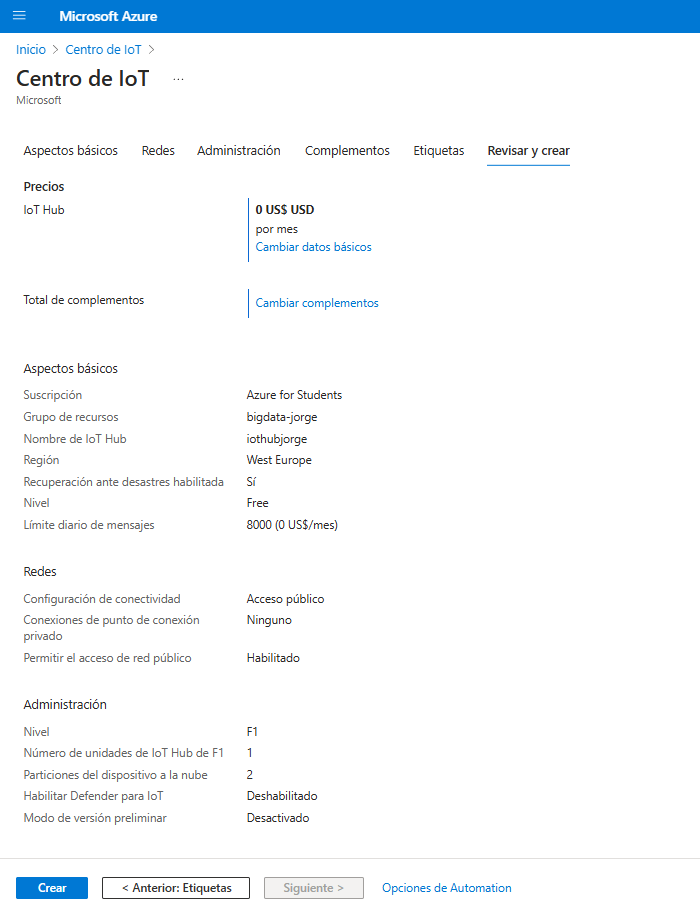 Microsoft Azure
Inicio > Centro de IoT >
Centro de IoT ...
Microsoft
Aspectos básicos Redes Administración Complementos Etiquetas Revisar y crear
Precios
IoT Hub 0 US$ USD
por mes
Cambiar datos básicos
Total de complementos Cambiar complementos
Aspectos básicos
Suscripción Azure for Students
Grupo de recursos bigdata-jorge
Nombre de IoT Hub iothubjorge
Región West Europe
Recuperación ante desastres habilitada Sí
Nivel Free
Límite diario de mensajes 8000 (0 US$/mes)
Redes
Configuración de conectividad Acceso público
Conexiones de punto de conexión Ninguno
privado
Permitir el acceso de red público Habilitado
Administración
Nivel F1
Número de unidades de IoT Hub de F1 1
Particiones del dispositivo a la nube 2
Habilitar Defender para IoT Deshabilitado
Modo de versión preliminar Desactivado
Crear < Anterior: Etiquetas Siguiente > Opciones de Automation